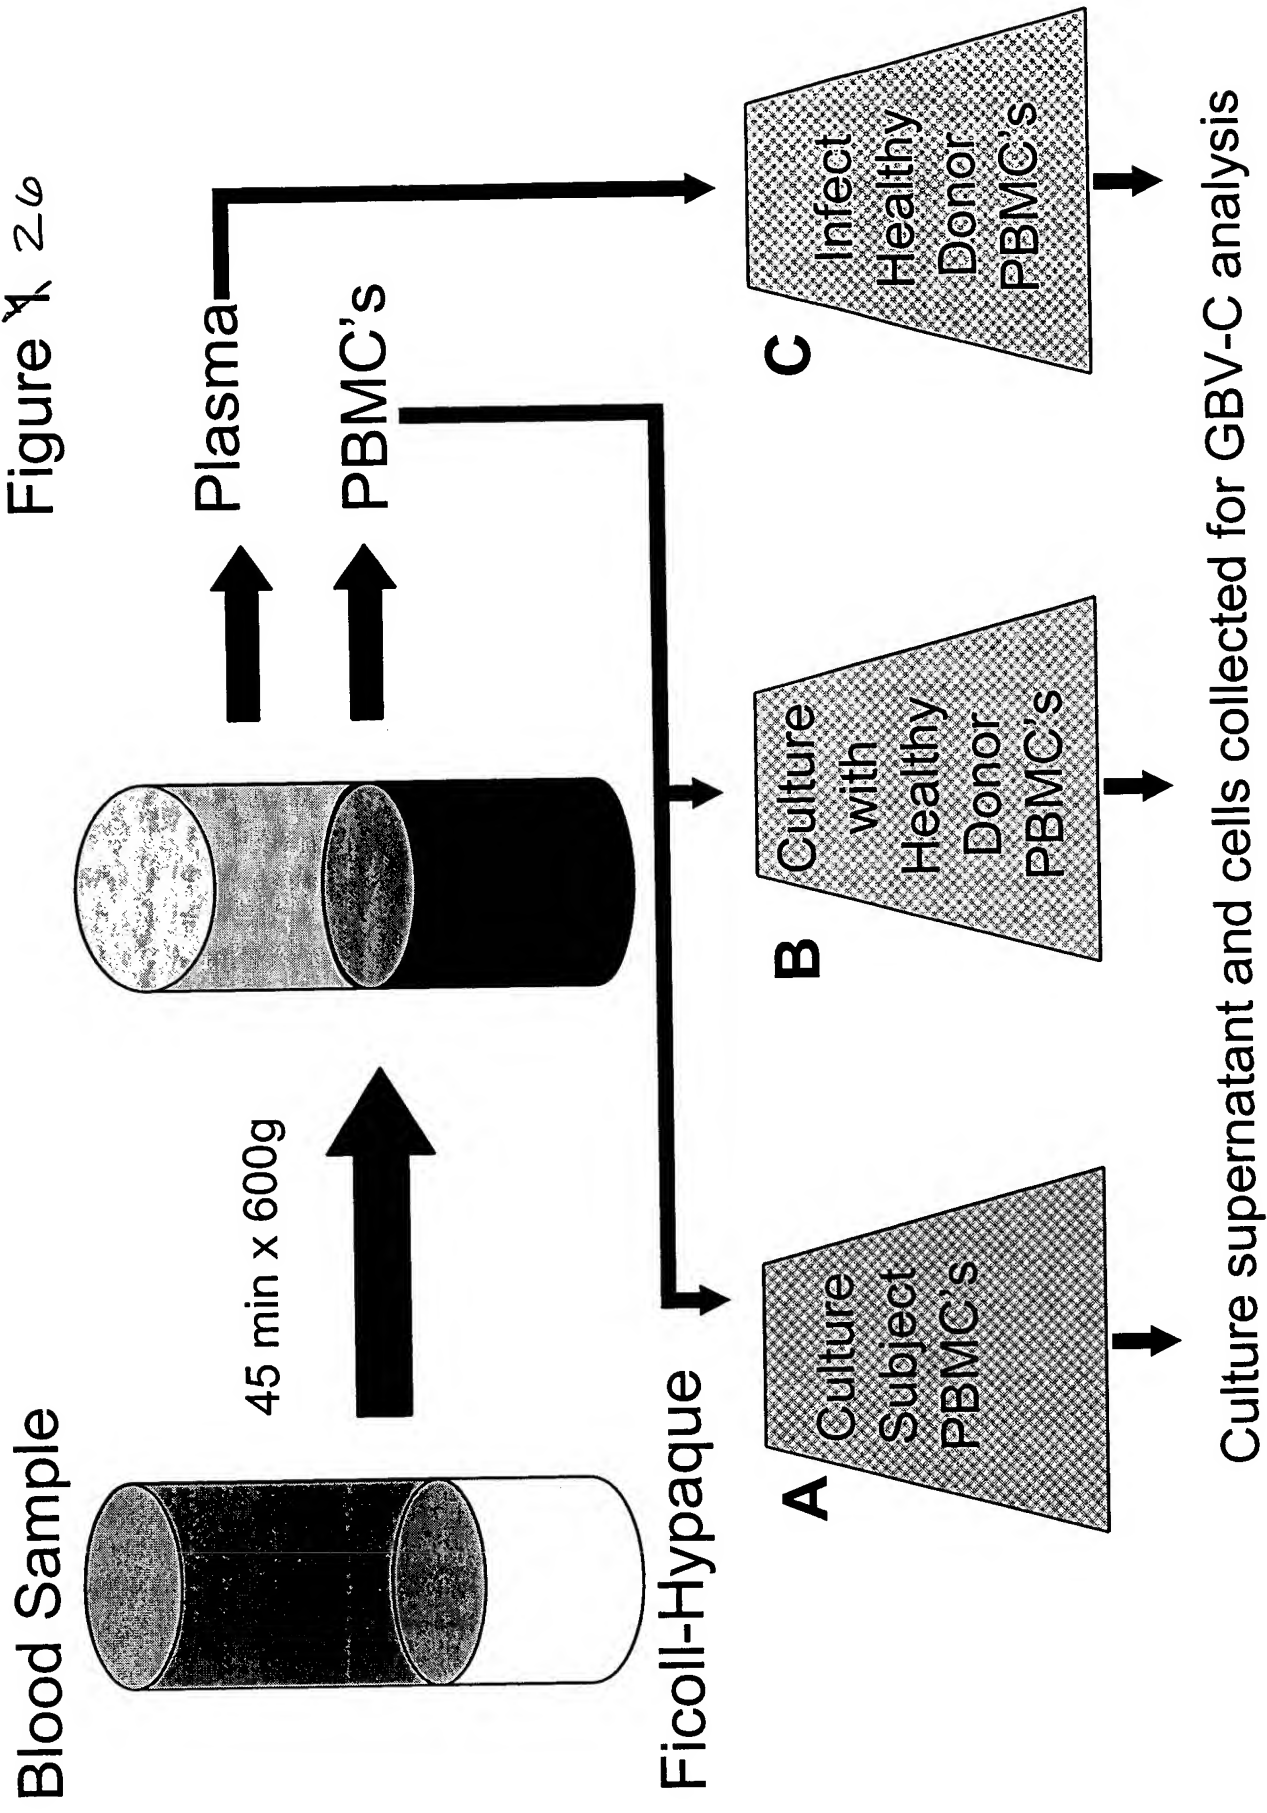 Figure 26
Blood Sample
45 min x 600g
Plasma
PBMC's
Ficoll-Hypaque
A
Culture
Subject
PBMC's
B
Culture
with
Healthy
Donor
PBMC's
C
Infect
Healthy
Donor
PBMC's
Culture supernatant and cells collected for GBV-C analysis